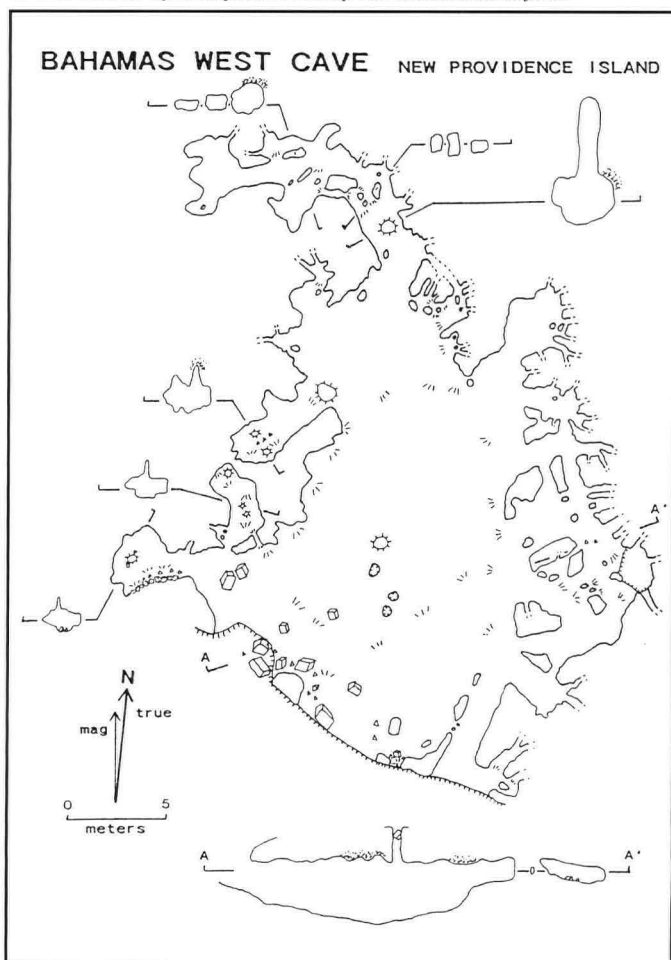 BAHAMAS WEST CAVE NEW PROVIDENCE ISLAND
A'
A
N
mag
true
0 5
meters
A A'